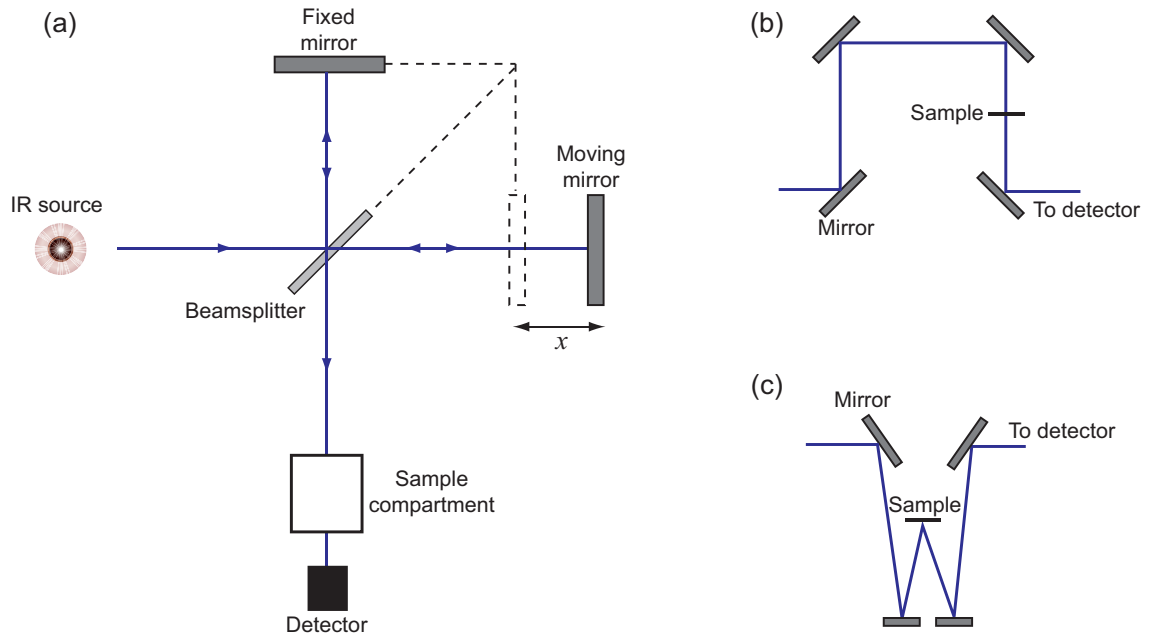 (a)
Fixed
mirror
IR source
Moving
mirror
Beamsplitter
x
Sample
compartment
Detector
(b)
Sample
Mirror
To detector
(c)
Mirror
To detector
Sample